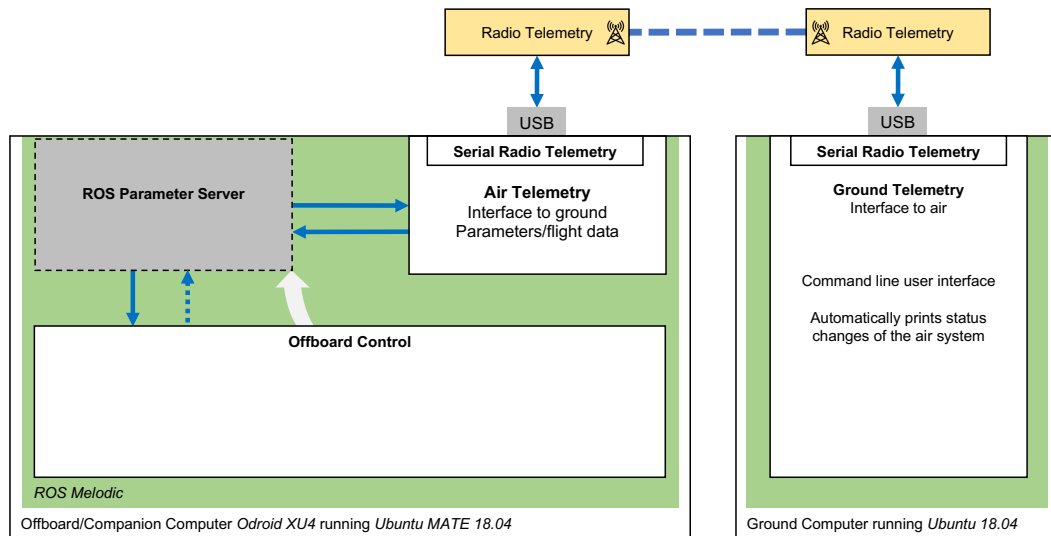 Radio Telemetry
Radio Telemetry
USB
USB
Serial Radio Telemetry
Serial Radio Telemetry
ROS Parameter Server
Air Telemetry
Interface to ground
Parameters/flight data
Ground Telemetry
Interface to air
Command line user interface
Automatically prints status
changes of the air system
Offboard Control
ROS Melodic
Offboard/Companion Computer Odroid XU4 running Ubuntu MATE 18.04
Ground Computer running Ubuntu 18.04